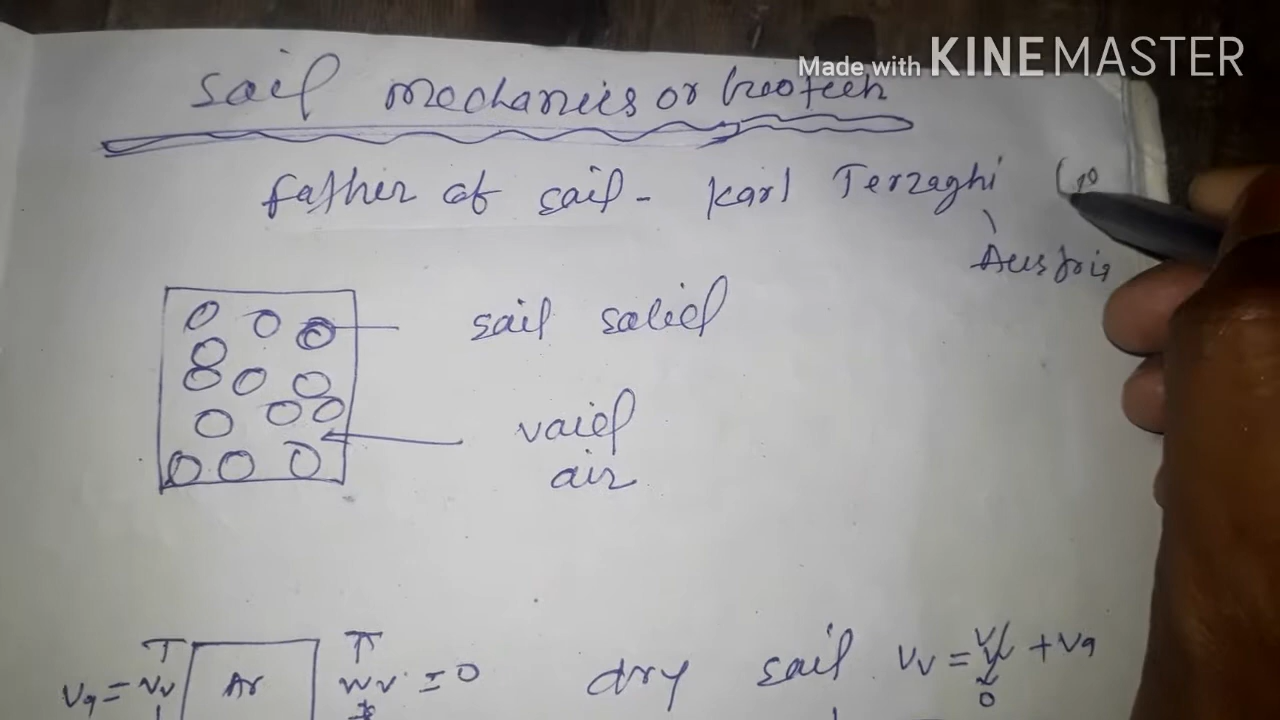 Made with KINEMASTER
Soil mechanics or Geotech
father of soil - Karl Terzaghi
Austria
soil solid
void
air
Va = Vv
Air
Wv = 0
dry soil Vv = Vw + Va
0